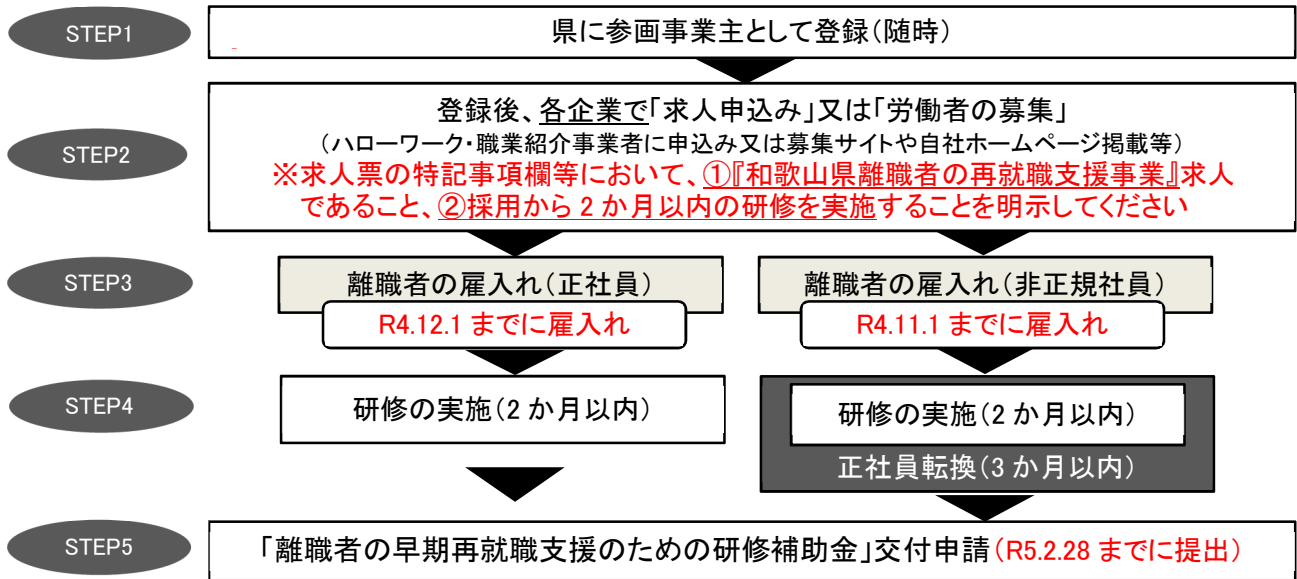 STEP1
県に参画事業主として登録(随時)
STEP2
登録後、各企業で「求人申込み」又は「労働者の募集」
(ハローワーク・職業紹介事業者に申込み又は募集サイトや自社ホームページ掲載等)
※求人票の特記事項欄等において、①『和歌山県離職者の再就職支援事業』求人
であること、②採用から2か月以内の研修を実施することを明示してください
STEP3
離職者の雇入れ(正社員)
R4.12.1までに雇入れ
離職者の雇入れ(非正規社員)
R4.11.1までに雇入れ
STEP4
研修の実施(2か月以内)
研修の実施(2か月以内)
正社員転換(3か月以内)
STEP5
「離職者の早期再就職支援のための研修補助金」交付申請(R5.2.28までに提出)